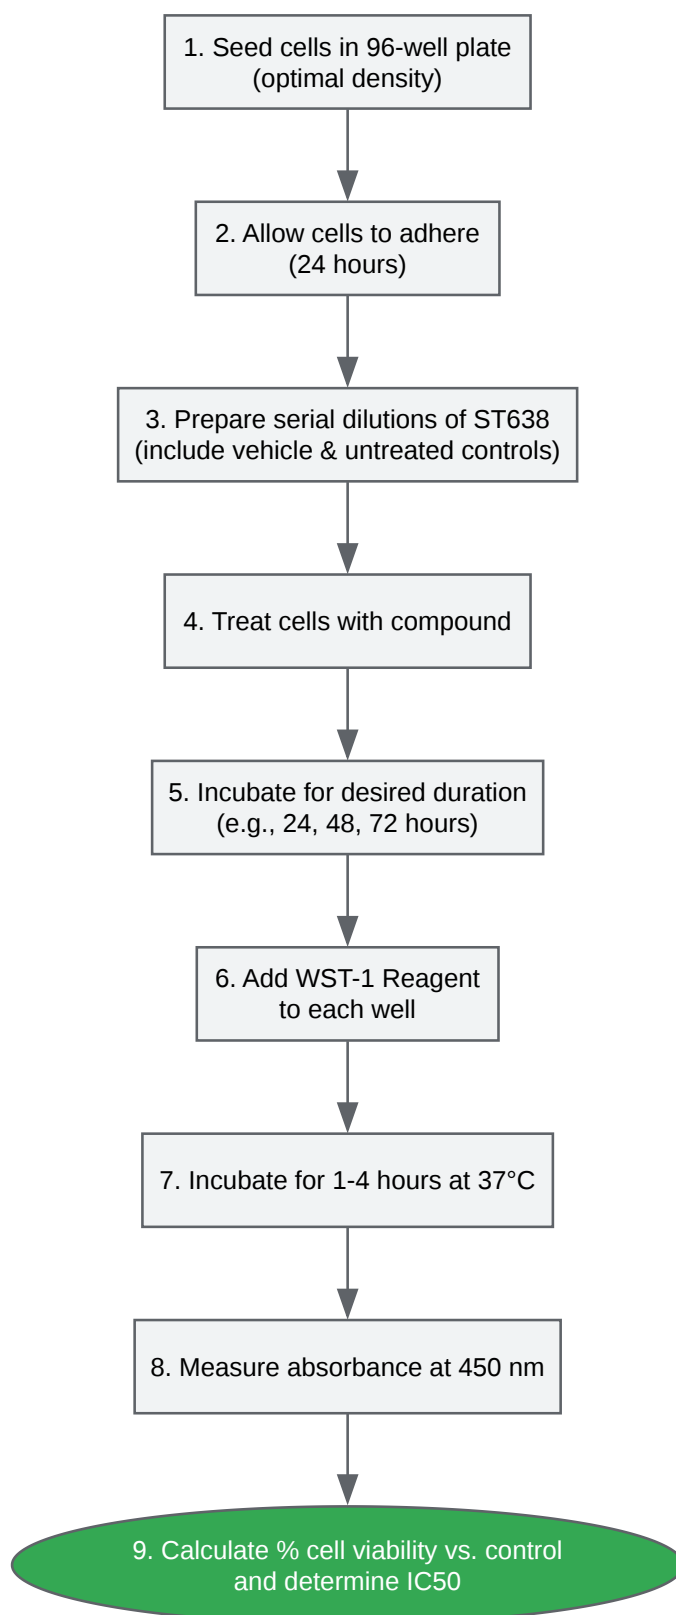 1. Seed cells in 96-well plate
(optimal density)
2. Allow cells to adhere
(24 hours)
3. Prepare serial dilutions of ST638
(include vehicle & untreated controls)
4. Treat cells with compound
5. Incubate for desired duration
(e.g., 24, 48, 72 hours)
6. Add WST-1 Reagent
to each well
7. Incubate for 1-4 hours at 37°C
8. Measure absorbance at 450 nm
9. Calculate % cell viability vs. control
and determine IC50